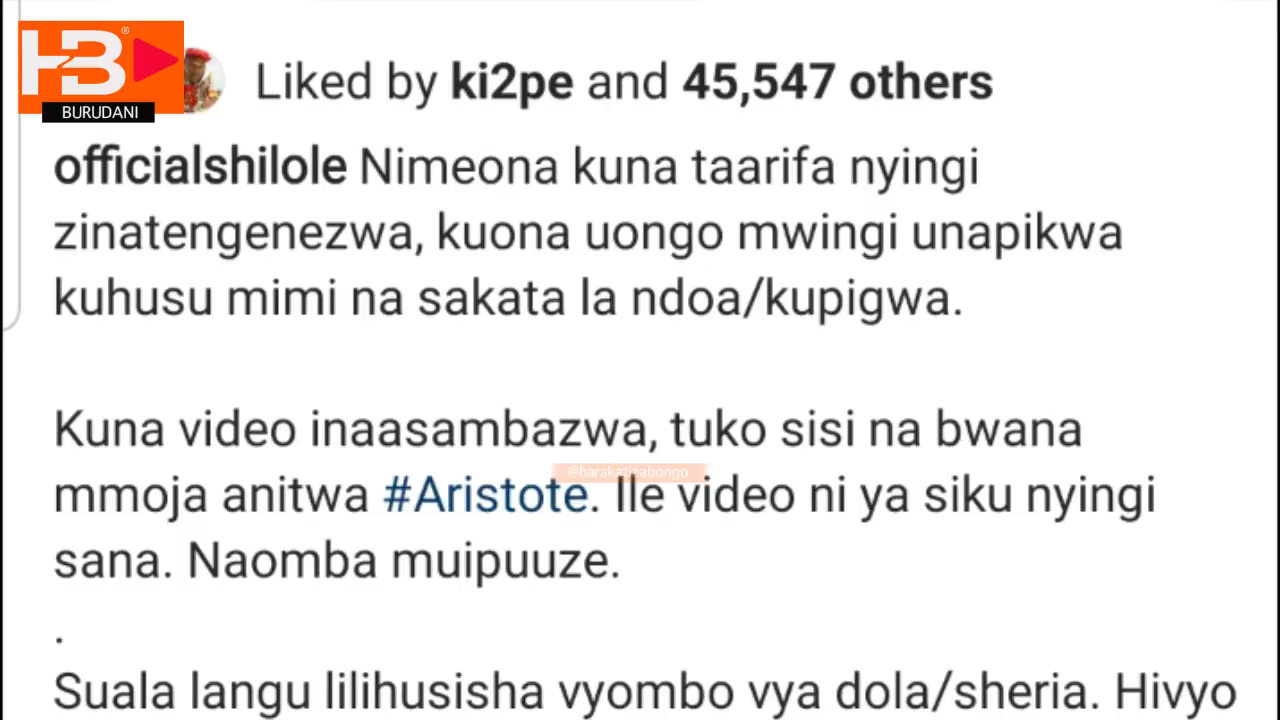 HB®
BURUDANI
Liked by ki2pe and 45,547 others
officialshilole Nimeona kuna taarifa nyingi
zinatengenezwa, kuona uongo mwingi unapikwa
kuhusu mimi na sakata la ndoa/kupigwa.
Kuna video inaasambazwa, tuko sisi na bwana
@harakatizabongo
mmoja anitwa #Aristote. Ile video ni ya siku nyingi
sana. Naomba muipuuze.
.
Suala langu lilihusisha vyombo vya dola/sheria. Hivyo